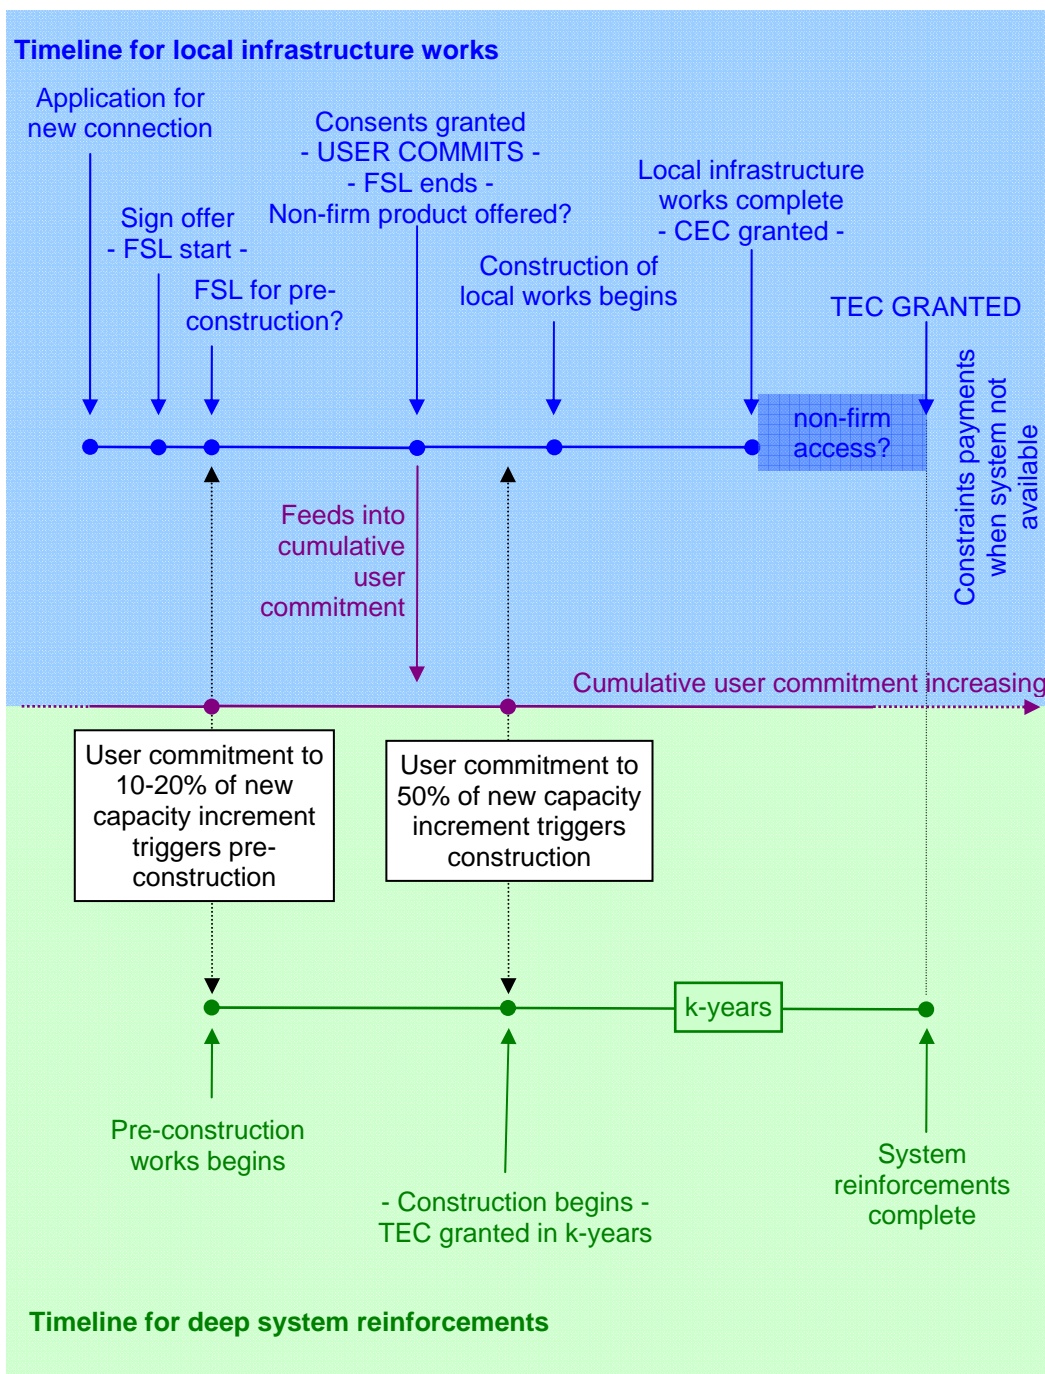 Timeline for local infrastructure works
Application for
new connection
Sign offer
- FSL start -
FSL for pre-
construction?
Consents granted
- USER COMMITS -
- FSL ends -
Non-firm product offered?
Construction of
local works begins
Local infrastructure
works complete
- CEC granted -
TEC GRANTED
non-firm
access?
Constraints payments
when system not
available
Feeds into
cumulative
user
commitment
Cumulative user commitment increasing
User commitment to
10-20% of new
capacity increment
triggers pre-
construction
User commitment to
50% of new capacity
increment triggers
construction
k-years
Pre-construction
works begins
- Construction begins -
TEC granted in k-years
System
reinforcements
complete
Timeline for deep system reinforcements